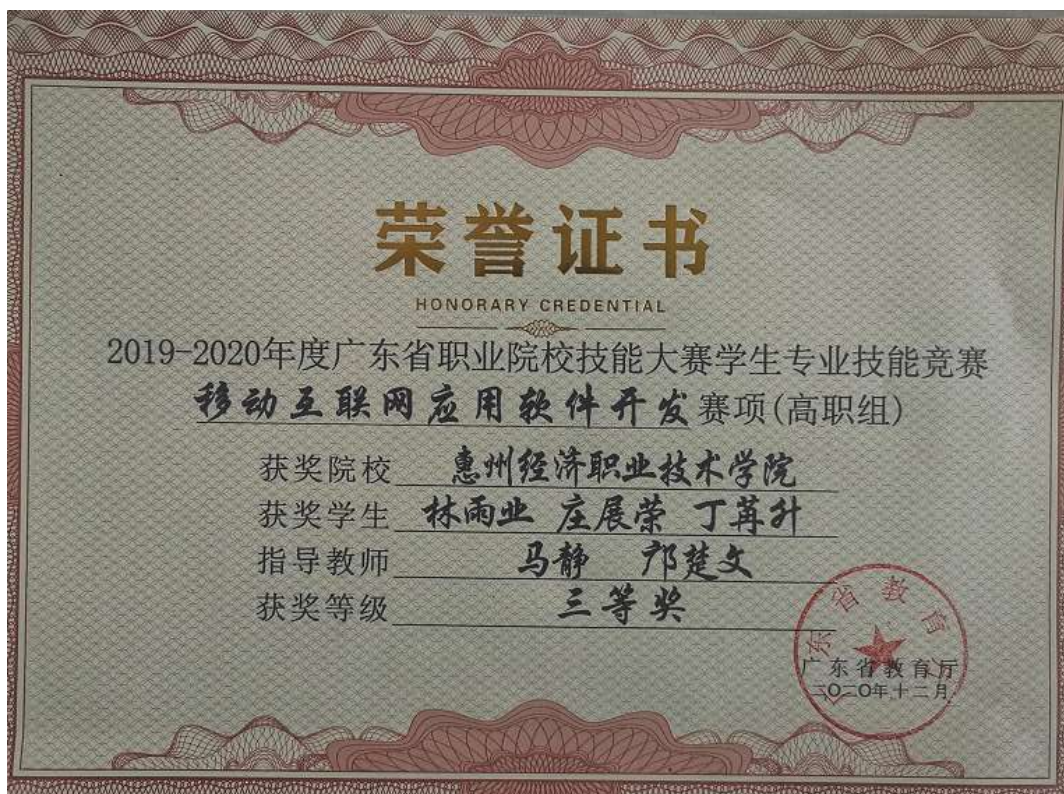 荣誉证书
HONORARY CREDENTIAL
2019-2020年度广东省职业院校技能大赛学生专业技能竞赛
移动互联网应用软件开发赛项(高职组)
获奖院校 惠州经济职业技术学院
获奖学生 林雨业 庄展荣 丁苒升
指导教师 马静 邝楚文
获奖等级 三等奖
广东省教育厅
二〇二〇年十二月